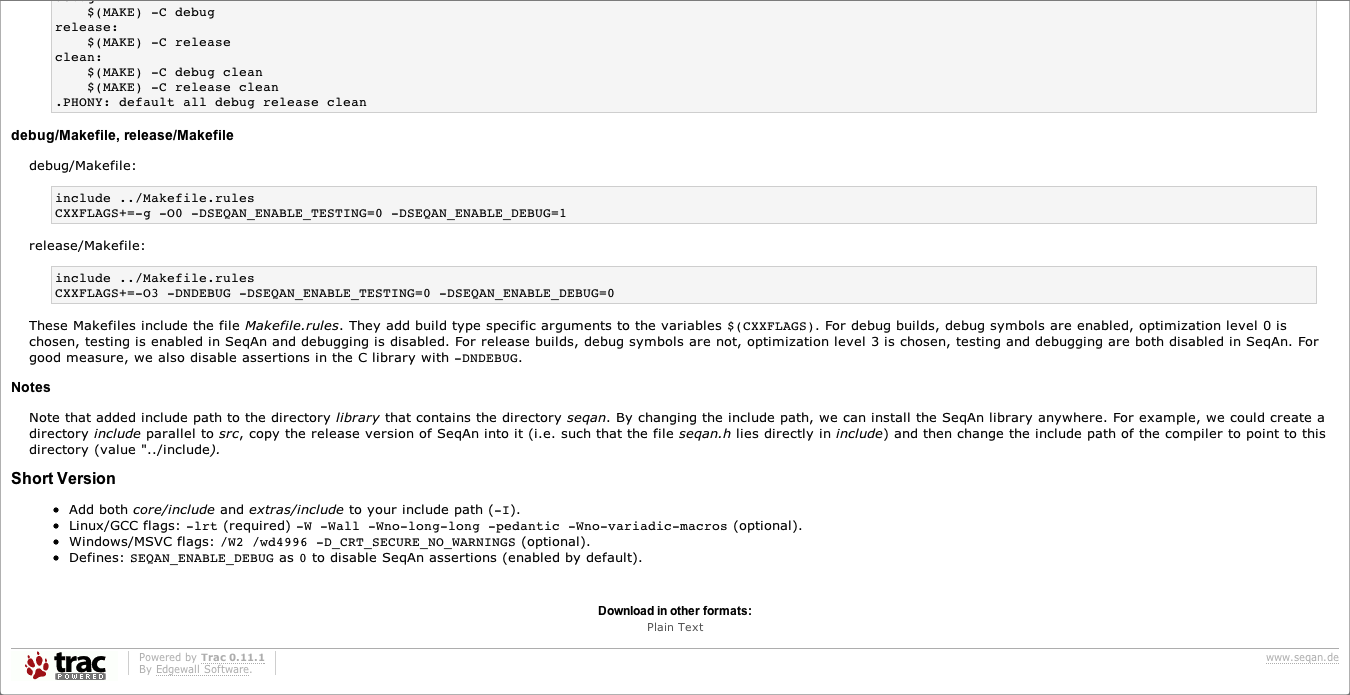 $(MAKE) -C debug
release:
$(MAKE) -C release
clean:
$(MAKE) -C debug clean
$(MAKE) -C release clean
.PHONY: default all debug release clean
debug/Makefile, release/Makefile
debug/Makefile:
include ../Makefile.rules
CXXFLAGS+=-g -O0 -DSEQAN_ENABLE_TESTING=0 -DSEQAN_ENABLE_DEBUG=1
release/Makefile:
include ../Makefile.rules
CXXFLAGS+=-O3 -DNDEBUG -DSEQAN_ENABLE_TESTING=0 -DSEQAN_ENABLE_DEBUG=0
These Makefiles include the file Makefile.rules. They add build type specific arguments to the variables $(CXXFLAGS). For debug builds, debug symbols are enabled, optimization level 0 is
chosen, testing is enabled in SeqAn and debugging is disabled. For release builds, debug symbols are not, optimization level 3 is chosen, testing and debugging are both disabled in SeqAn. For
good measure, we also disable assertions in the C library with -DNDEBUG.
Notes
Note that added include path to the directory library that contains the directory seqan. By changing the include path, we can install the SeqAn library anywhere. For example, we could create a
directory include parallel to src, copy the release version of SeqAn into it (i.e. such that the file seqan.h lies directly in include) and then change the include path of the compiler to point to this
directory (value "../include).
Short Version
• Add both core/include and extras/include to your include path (-I).
• Linux/GCC flags: -lrt (required) -W -Wall -Wno-long-long -pedantic -Wno-variadic-macros (optional).
• Windows/MSVC flags: /W2 /wd4996 -D_CRT_SECURE_NO_WARNINGS (optional).
• Defines: SEQAN_ENABLE_DEBUG as 0 to disable SeqAn assertions (enabled by default).
Download in other formats:
Plain Text
trac
POWERED
Powered by Trac 0.11.1
By Edgewall Software.
www.seqan.de